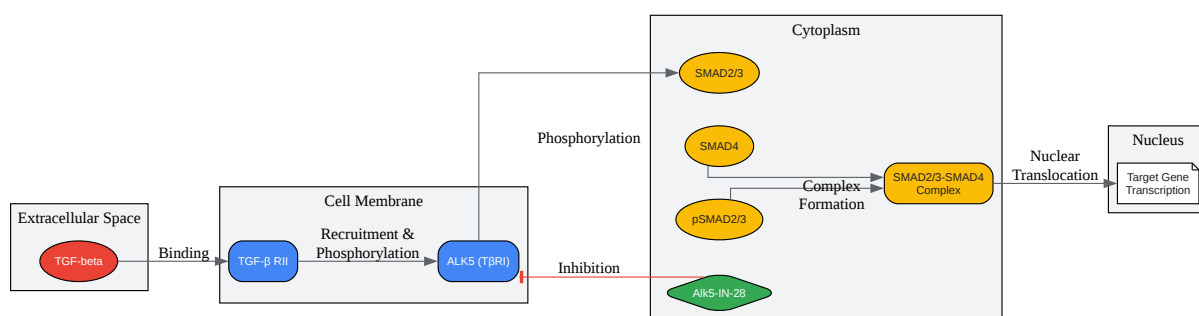 Extracellular Space
TGF-beta
Binding
Cell Membrane
TGF-β RII
Recruitment &
Phosphorylation
ALK5 (TβRI)
Phosphorylation
Inhibition
Cytoplasm
SMAD2/3
SMAD4
pSMAD2/3
Alk5-IN-28
Complex
Formation
SMAD2/3-SMAD4
Complex
Nuclear
Translocation
Nucleus
Target Gene
Transcription